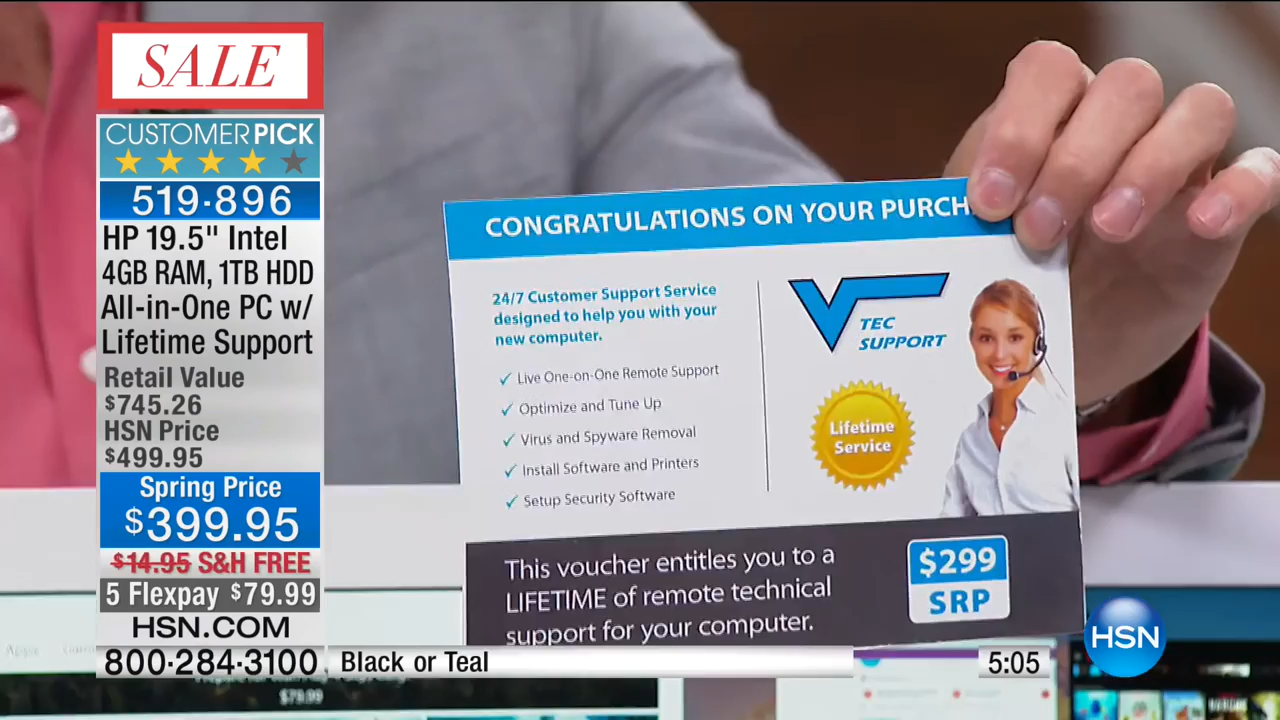 SALE
CUSTOMERPICK
519·896
HP 19.5" Intel
4GB RAM, 1TB HDD
All-in-One PC w/
Lifetime Support
Retail Value
$745.26
HSN Price
$499.95
Spring Price
$399.95
$14.95 S&H FREE
5 Flexpay $79.99
HSN.COM
800·284·3100
Black or Teal
5:05
HSN
CONGRATULATIONS ON YOUR PURCH
24/7 Customer Support Service
designed to help you with your
new computer.
✓ Live One-on-One Remote Support
✓ Optimize and Tune Up
✓ Virus and Spyware Removal
✓ Install Software and Printers
✓ Setup Security Software
V TEC
SUPPORT
Lifetime
Service
This voucher entitles you to a
LIFETIME of remote technical
support for your computer.
$299
SRP
$79.99